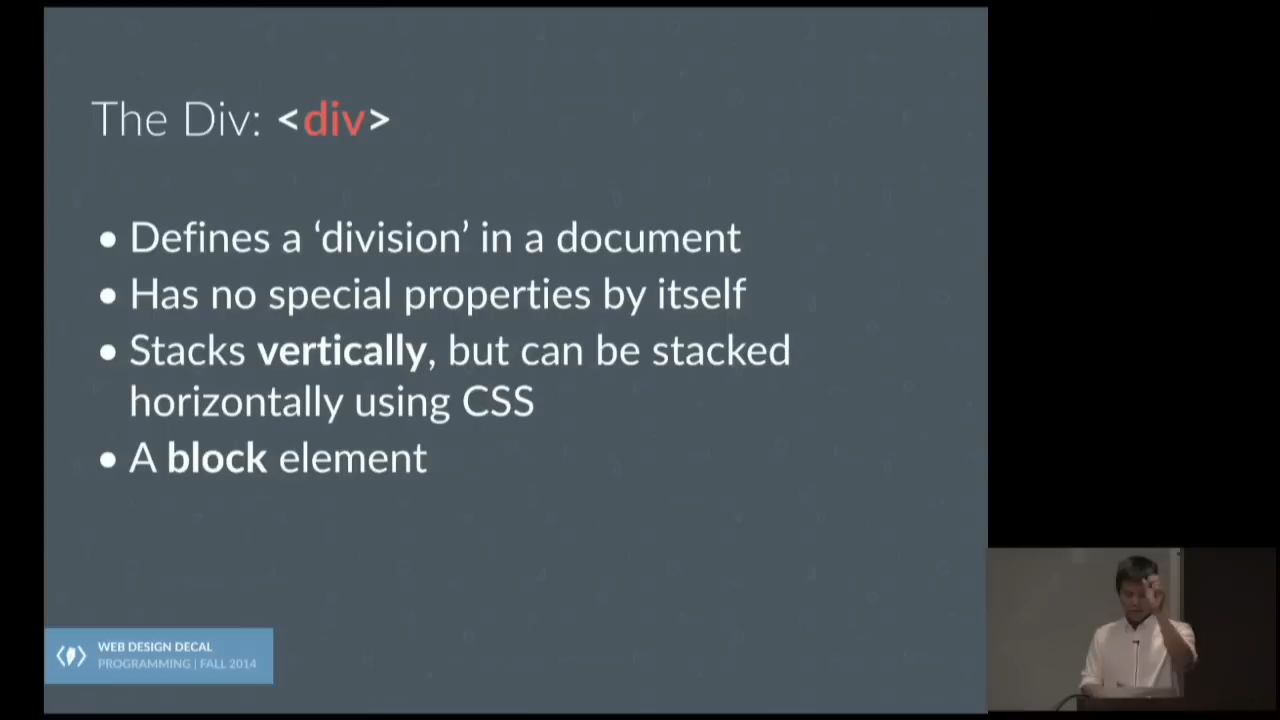 The Div: <div>
• Defines a ‘division’ in a document
• Has no special properties by itself
• Stacks vertically, but can be stacked
horizontally using CSS
• A block element
WEB DESIGN DECAL
PROGRAMMING | FALL 2014